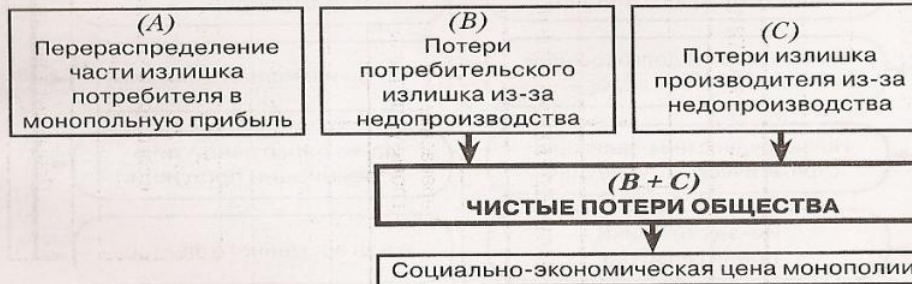 (A)
Перераспределение
части излишка
потребителя в
монопольную прибыль
(B)
Потери
потребительского
излишка из-за
недопроизводства
(C)
Потери излишка
производителя из-за
недопроизводства
(B + C)
ЧИСТЫЕ ПОТЕРИ ОБЩЕСТВА
Социально-экономическая цена монополии